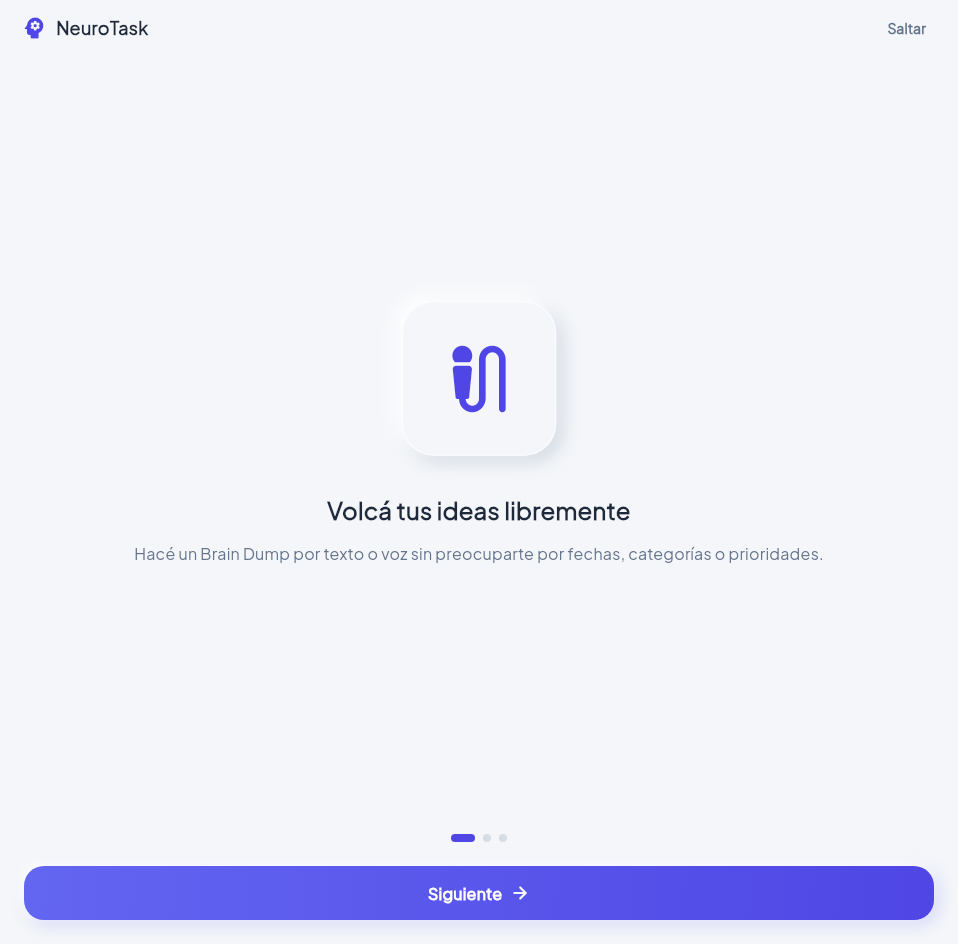 NeuroTask
Saltar
Volcá tus ideas libremente
Hacé un Brain Dump por texto o voz sin preocuparte por fechas, categorías o prioridades.
Siguiente